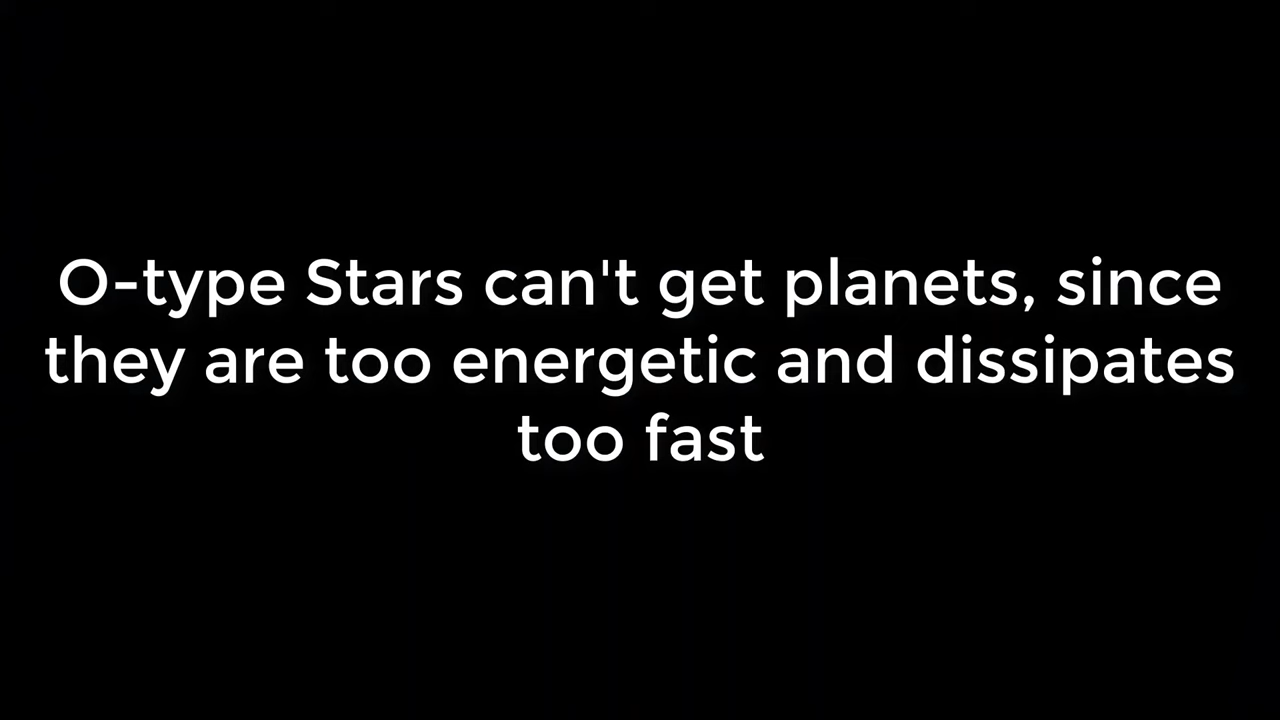 O-type Stars can't get planets, since
they are too energetic and dissipates
too fast